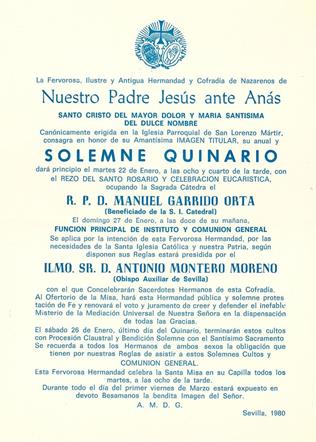 La Fervorosa, Ilustre y Antigua Hermandad y Cofradía de Nazarenos de
Nuestro Padre Jesús ante Anás
SANTO CRISTO DEL MAYOR DOLOR Y MARIA SANTISIMA
DEL DULCE NOMBRE
Canónicamente erigida en la Iglesia Parroquial de San Lorenzo Mártir,
consagra en honor de su Amantísima IMAGEN TITULAR, su anual y
SOLEMNE QUINARIO
dará principio el martes 22 de Enero, a las ocho y cuarto de la tarde, con
el REZO DEL SANTO ROSARIO Y CELEBRACION EUCARISTICA,
ocupando la Sagrada Cátedra el
R. P. D. MANUEL GARRIDO ORTA
(Beneficiado de la S. I. Catedral)
El domingo 27 de Enero, a las doce de su mañana,
FUNCION PRINCIPAL DE INSTITUTO Y COMUNION GENERAL
Se aplica por la intención de esta Fervorosa Hermandad, por las
necesidades de la Santa Iglesia Católica y nuestra Patria, según
disponen sus Reglas estará presidida por el
ILMO. SR. D. ANTONIO MONTERO MORENO
(Obispo Auxiliar de Sevilla)
con el que Concelebrarán Sacerdotes Hermanos de esta Cofradía.
Al Ofertorio de la Misa, hará esta Hermandad pública y solemne protes
tación de Fe y renovará el voto y juramento de creer y defender el inefablc
Misterio de la Mediación Universal de Nuestra Señora en la dispensación
de todas las Gracias.
El sábado 26 de Enero, último día del Quinario, terminarán estos cultos
con Procesión Claustral y Bendición Solemne con el Santísimo Sacramento
Se recuerda a todos los Hermanos de ambos sexos la obligación que
tienen por nuestras Reglas de asistir a estos Solemnes Cultos y
COMUNION GENERAL.
Esta Fervorosa Hermandad celebra la Santa Misa en su Capilla todos los
martes, a las ocho de la tarde.
Durante todo el día del primer viernes de Marzo estará expuesto en
devoto Besamanos la bendita Imagen del Señor.
A. M. D. G.
Sevilla, 1980